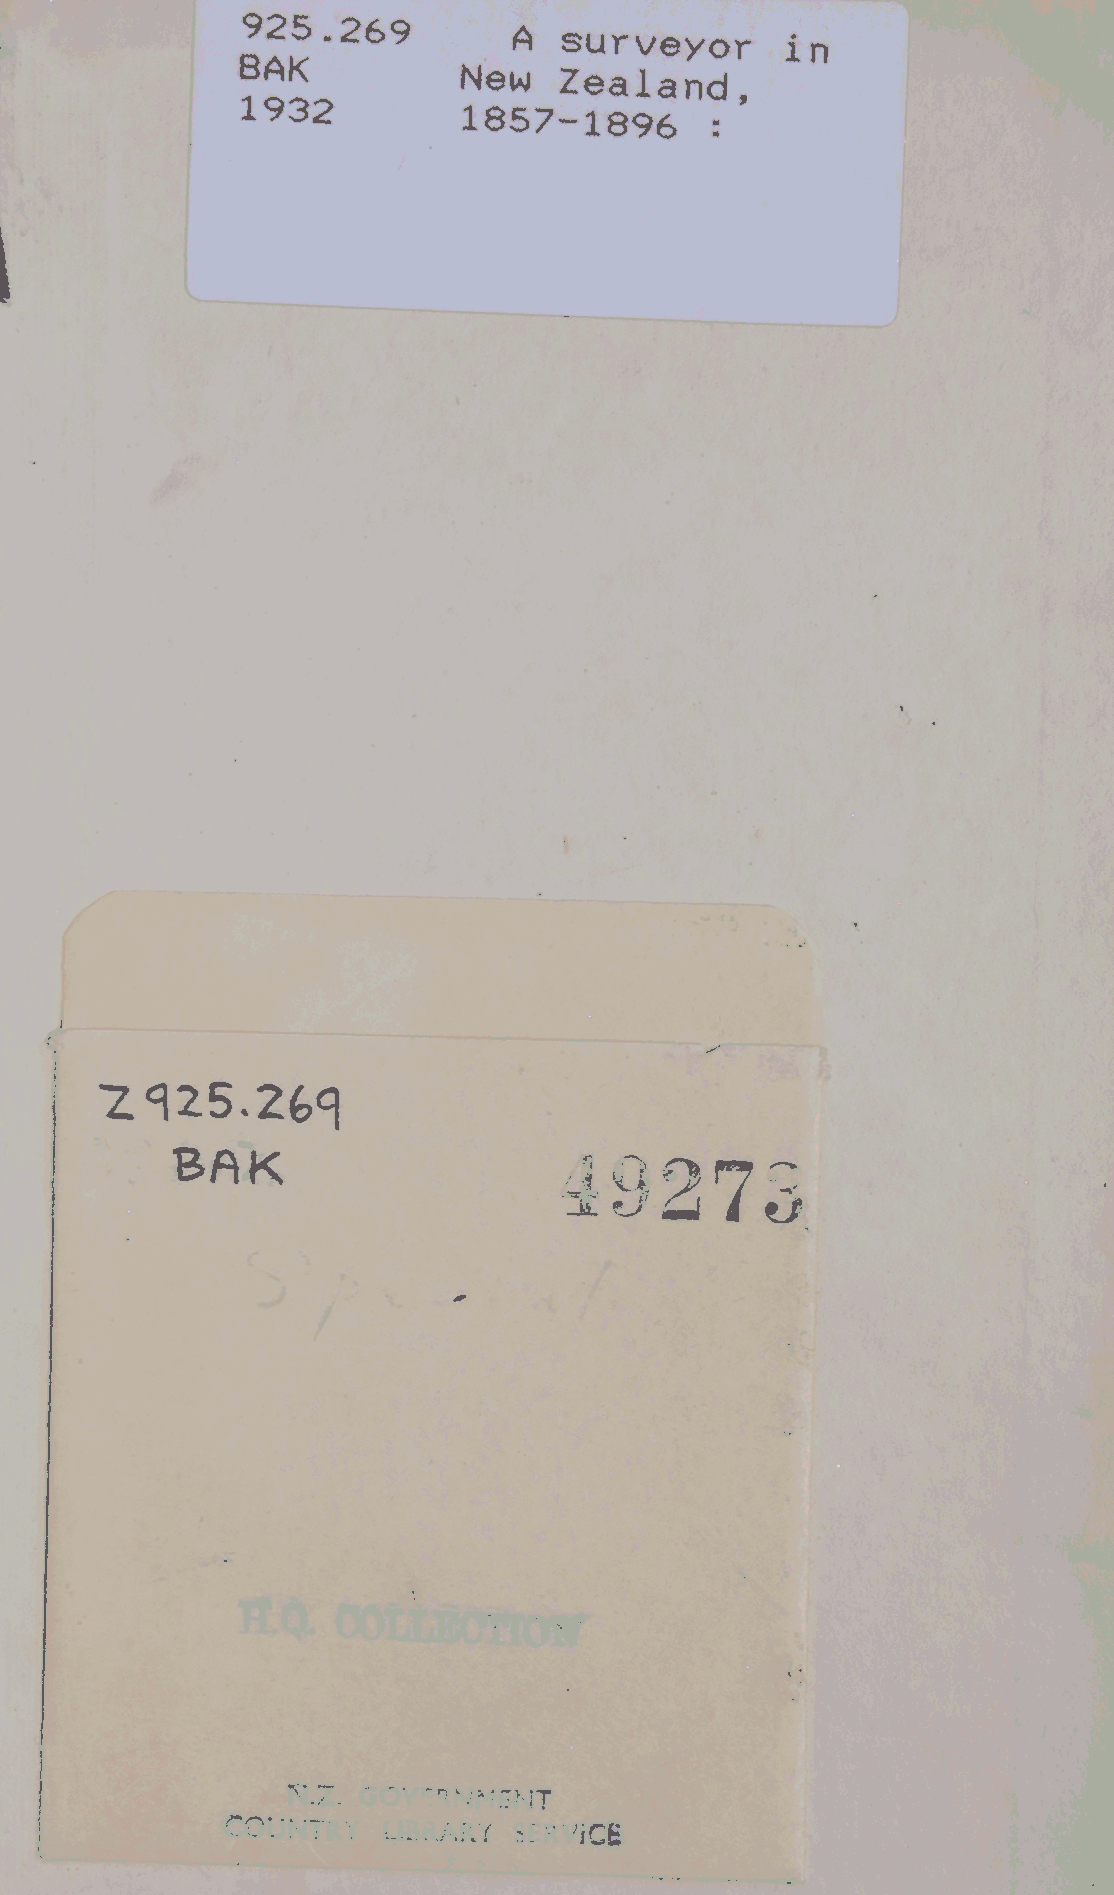 925.269 A surveyor in
BAK New Zealand,
1932 1857-1896 :
Z925.269
BAK
49273
H.Q. COLLECTION
N.Z. GOVERNMENT
COUNTRY LIBRARY SERVICE